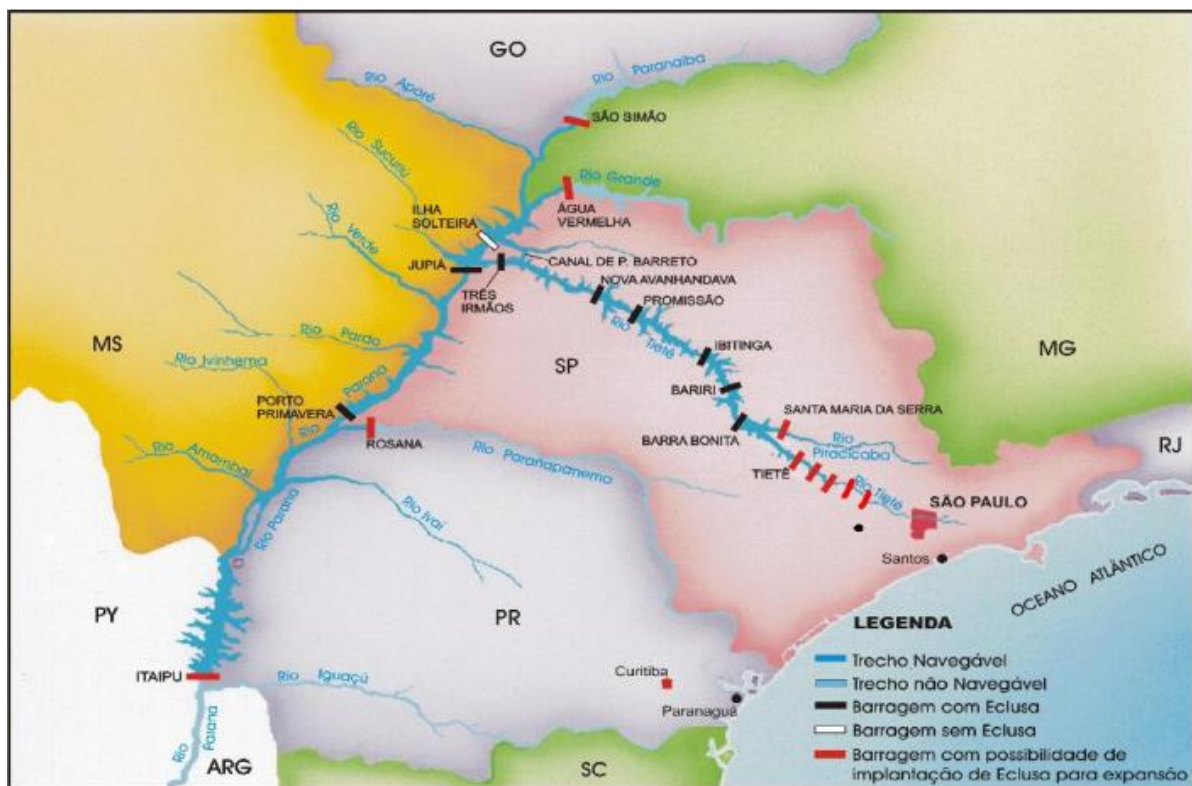 GO
Rio Paranaiba
Rio Aporé
SÃO SIMÃO
Rio Sucuriú
Rio Grande
ILHA
SOLTEIRA
ÁGUA
VERMELHA
Rio Verde
JUPIÁ
CANAL DE P. BARRETO
TRÊS
IRMÃOS
NOVA AVANHANDAVA
PROMISSÃO
Rio Tietê
MS
Rio Pardo
SP
IBITINGA
MG
Rio Ivinhema
BARIRI
Rio Paraná
PORTO
PRIMAVERA
SANTA MARIA DA SERRA
ROSANA
BARRA BONITA
Rio
Piracicaba
RJ
Rio Amambaí
Rio Paranapanema
TIETÊ
Rio Tietê
SÃO PAULO
Rio Paraná
Rio Ivaí
Santos
OCEANO ATLÂNTICO
PY
PR
LEGENDA
Trecho Navegável
Trecho não Navegável
Barragem com Eclusa
Barragem sem Eclusa
Barragem com possibilidade de
implantação de Eclusa para expansão
ITAIPU
Rio Iguaçú
Curitiba
Paranaguá
Rio Parana
ARG
SC